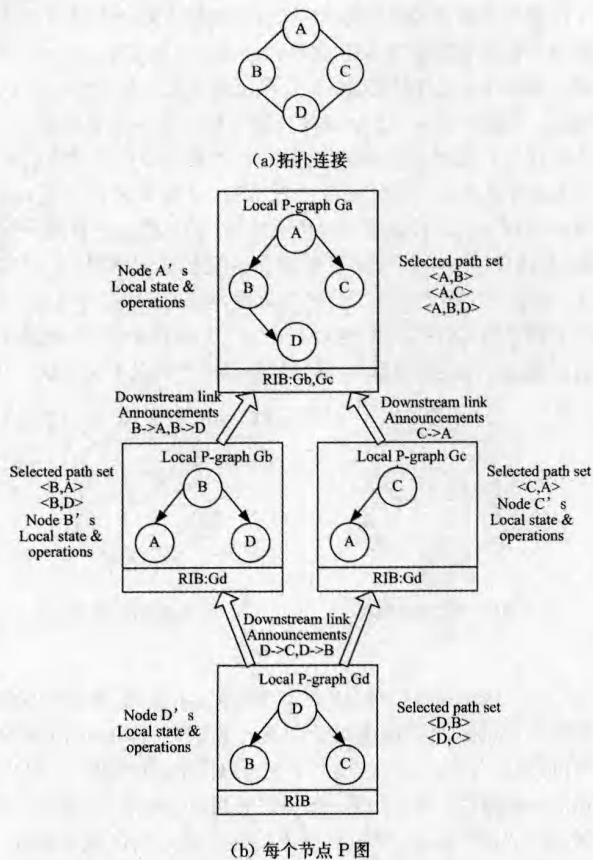 A
B
C
D
(a)拓扑连接
Local P-graph Ga
A
B
C
D
RIB:Gb,Gc
Node A's
Local state &
operations
Selected path set
<A,B>
<A,C>
<A,B,D>
Downstream link
Announcements
B->A,B->D
Downstream link
Announcements
C->A
Selected path set
<B,A>
<B,D>
Node B's
Local state &
operations
Local P-graph Gb
B
A
D
RIB:Gd
Local P-graph Gc
C
A
RIB:Gd
Selected path set
<C,A>
Node C's
Local state &
operations
Downstream link
Announcements
D->C,D->B
Node D's
Local state &
operations
Local P-graph Gd
D
B
C
RIB
Selected path set
<D,B>
<D,C>
(b) 每个节点P图